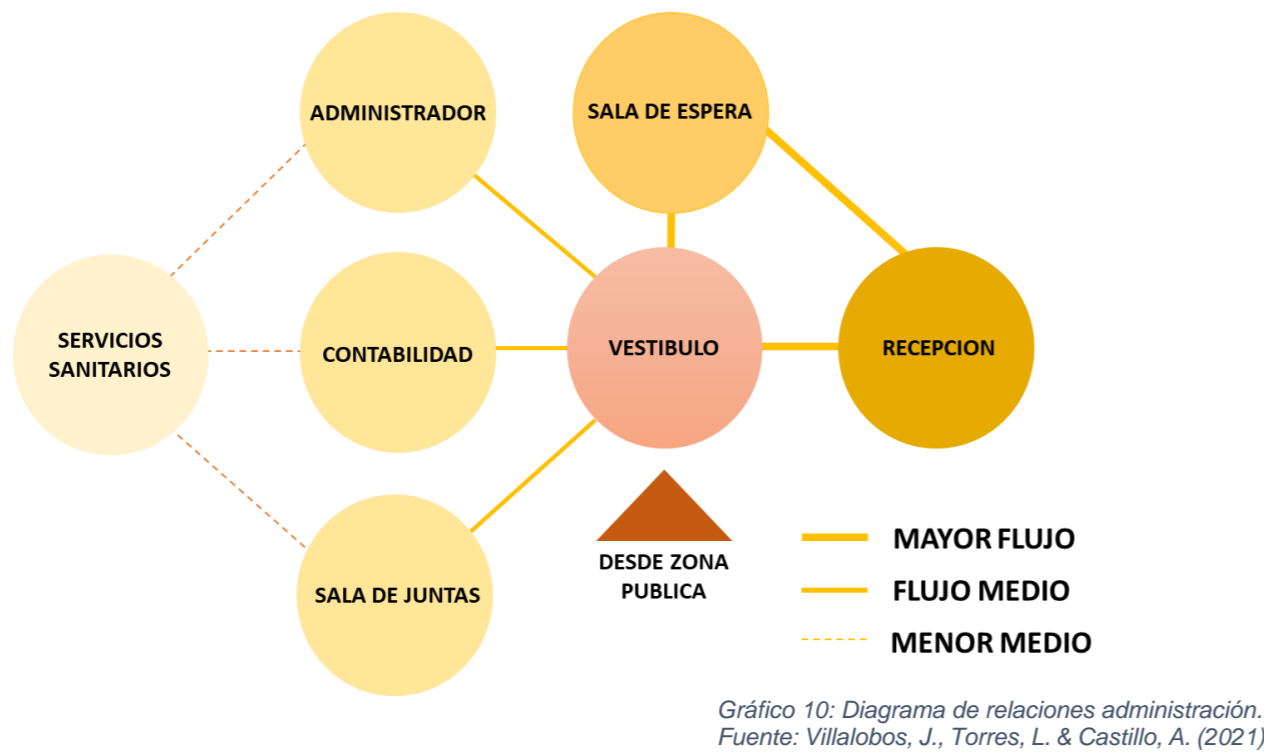 ADMINISTRADOR
SALA DE ESPERA
SERVICIOS
SANITARIOS
CONTABILIDAD
VESTIBULO
RECEPCION
SALA DE JUNTAS
DESDE ZONA
PUBLICA
MAYOR FLUJO
FLUJO MEDIO
MENOR MEDIO
Gráfico 10: Diagrama de relaciones administración.
Fuente: Villalobos, J., Torres, L. & Castillo, A. (2021)